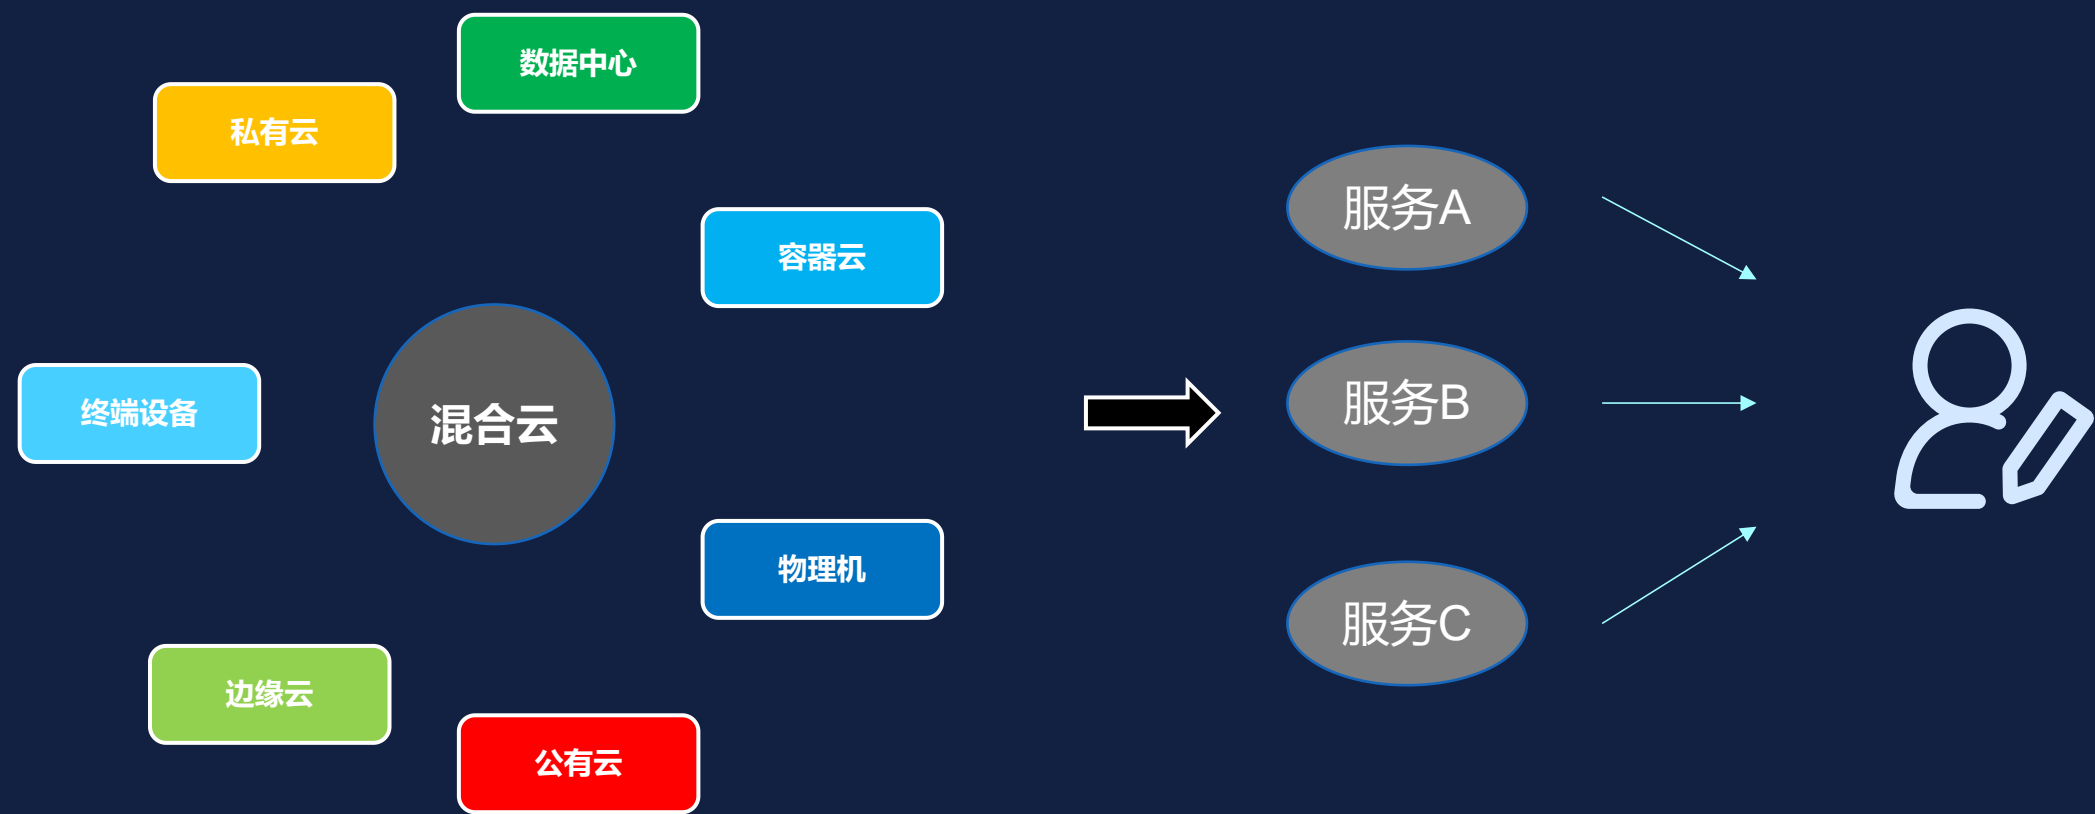 数据中心
私有云
容器云
终端设备
混合云
物理机
边缘云
公有云
服务A
服务B
服务C